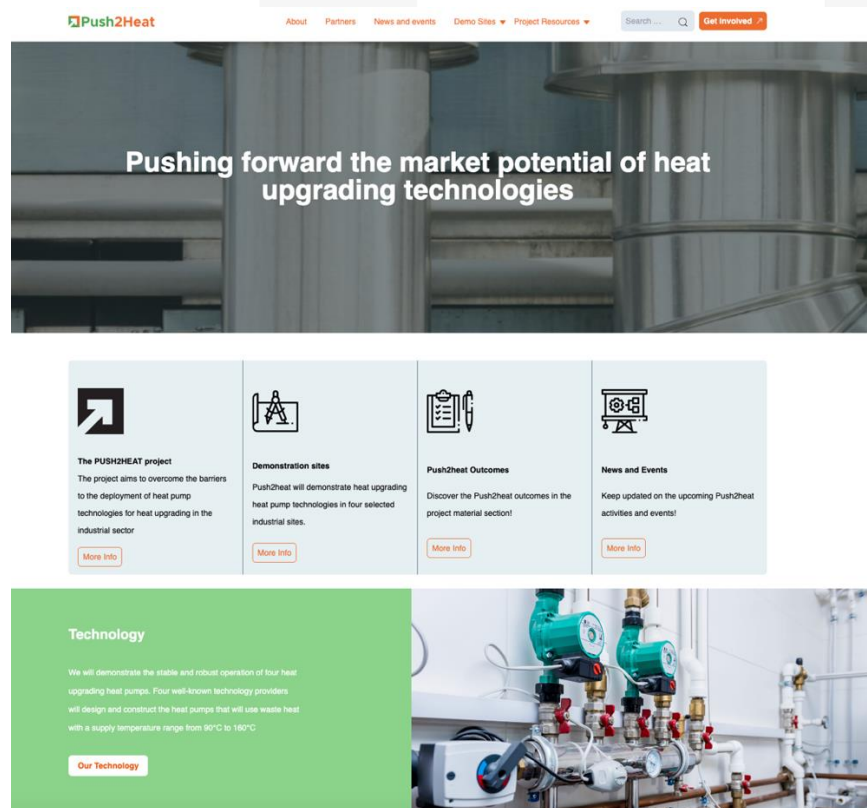 Push2Heat
About Partners News and events Demo Sites Project Resources Search ... Get Involved
Pushing forward the market potential of heat
upgrading technologies
The PUSH2HEAT project
The project aims to overcome the barriers
to the deployment of heat pump
technologies for heat upgrading in the
industrial sector
More Info
Demonstration sites
Push2heat will demonstrate heat upgrading
heat pump technologies in four selected
industrial sites.
More Info
Push2heat Outcomes
Discover the Push2heat outcomes in the
project material section!
More Info
News and Events
Keep updated on the upcoming Push2heat
activities and events!
More Info
Technology
We will demonstrate the stable and robust operation of four heat
upgrading heat pumps. Four well-known technology providers
will design and construct the heat pumps that will use waste heat
with a supply temperature range from 90°C to 160°C
Our Technology